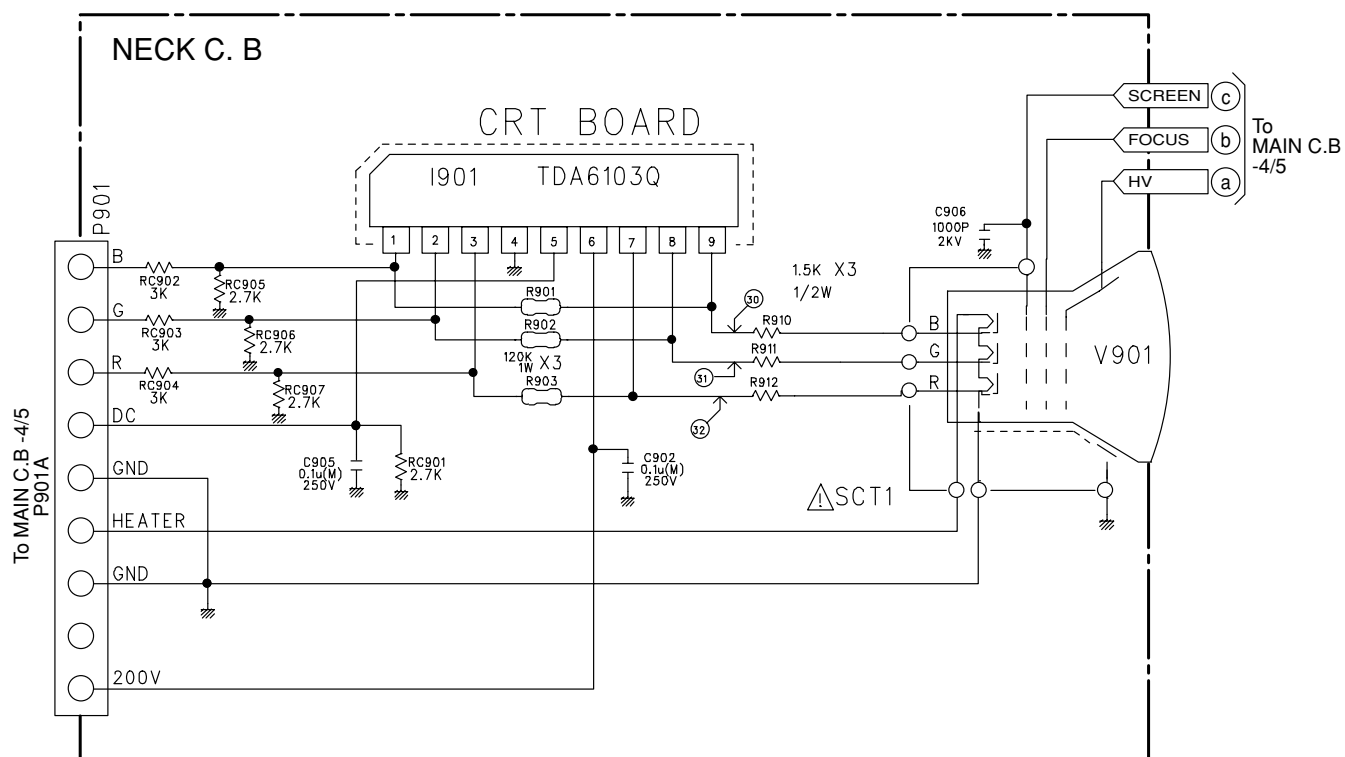 NECK C. B
CRT BOARD
I901 TDA6103Q
1 2 3 4 5 6 7 8 9
SCREEN c
FOCUS b
HV a
To
MAIN C.B
-4/5
C906
1000P
2KV
P901
B
RC902
3K
RC905
2.7K
G
RC903
3K
RC906
2.7K
R
RC904
3K
RC907
2.7K
DC
C905
0.1u(M)
250V
RC901
2.7K
GND
HEATER
GND
200V
To MAIN C.B -4/5
P901A
R901
R902
120K
1W X3
R903
C902
0.1u(M)
250V
1.5K X3
1/2W
30
R910
31
R911
32
R912
B
G
R
V901
⚠SCT1